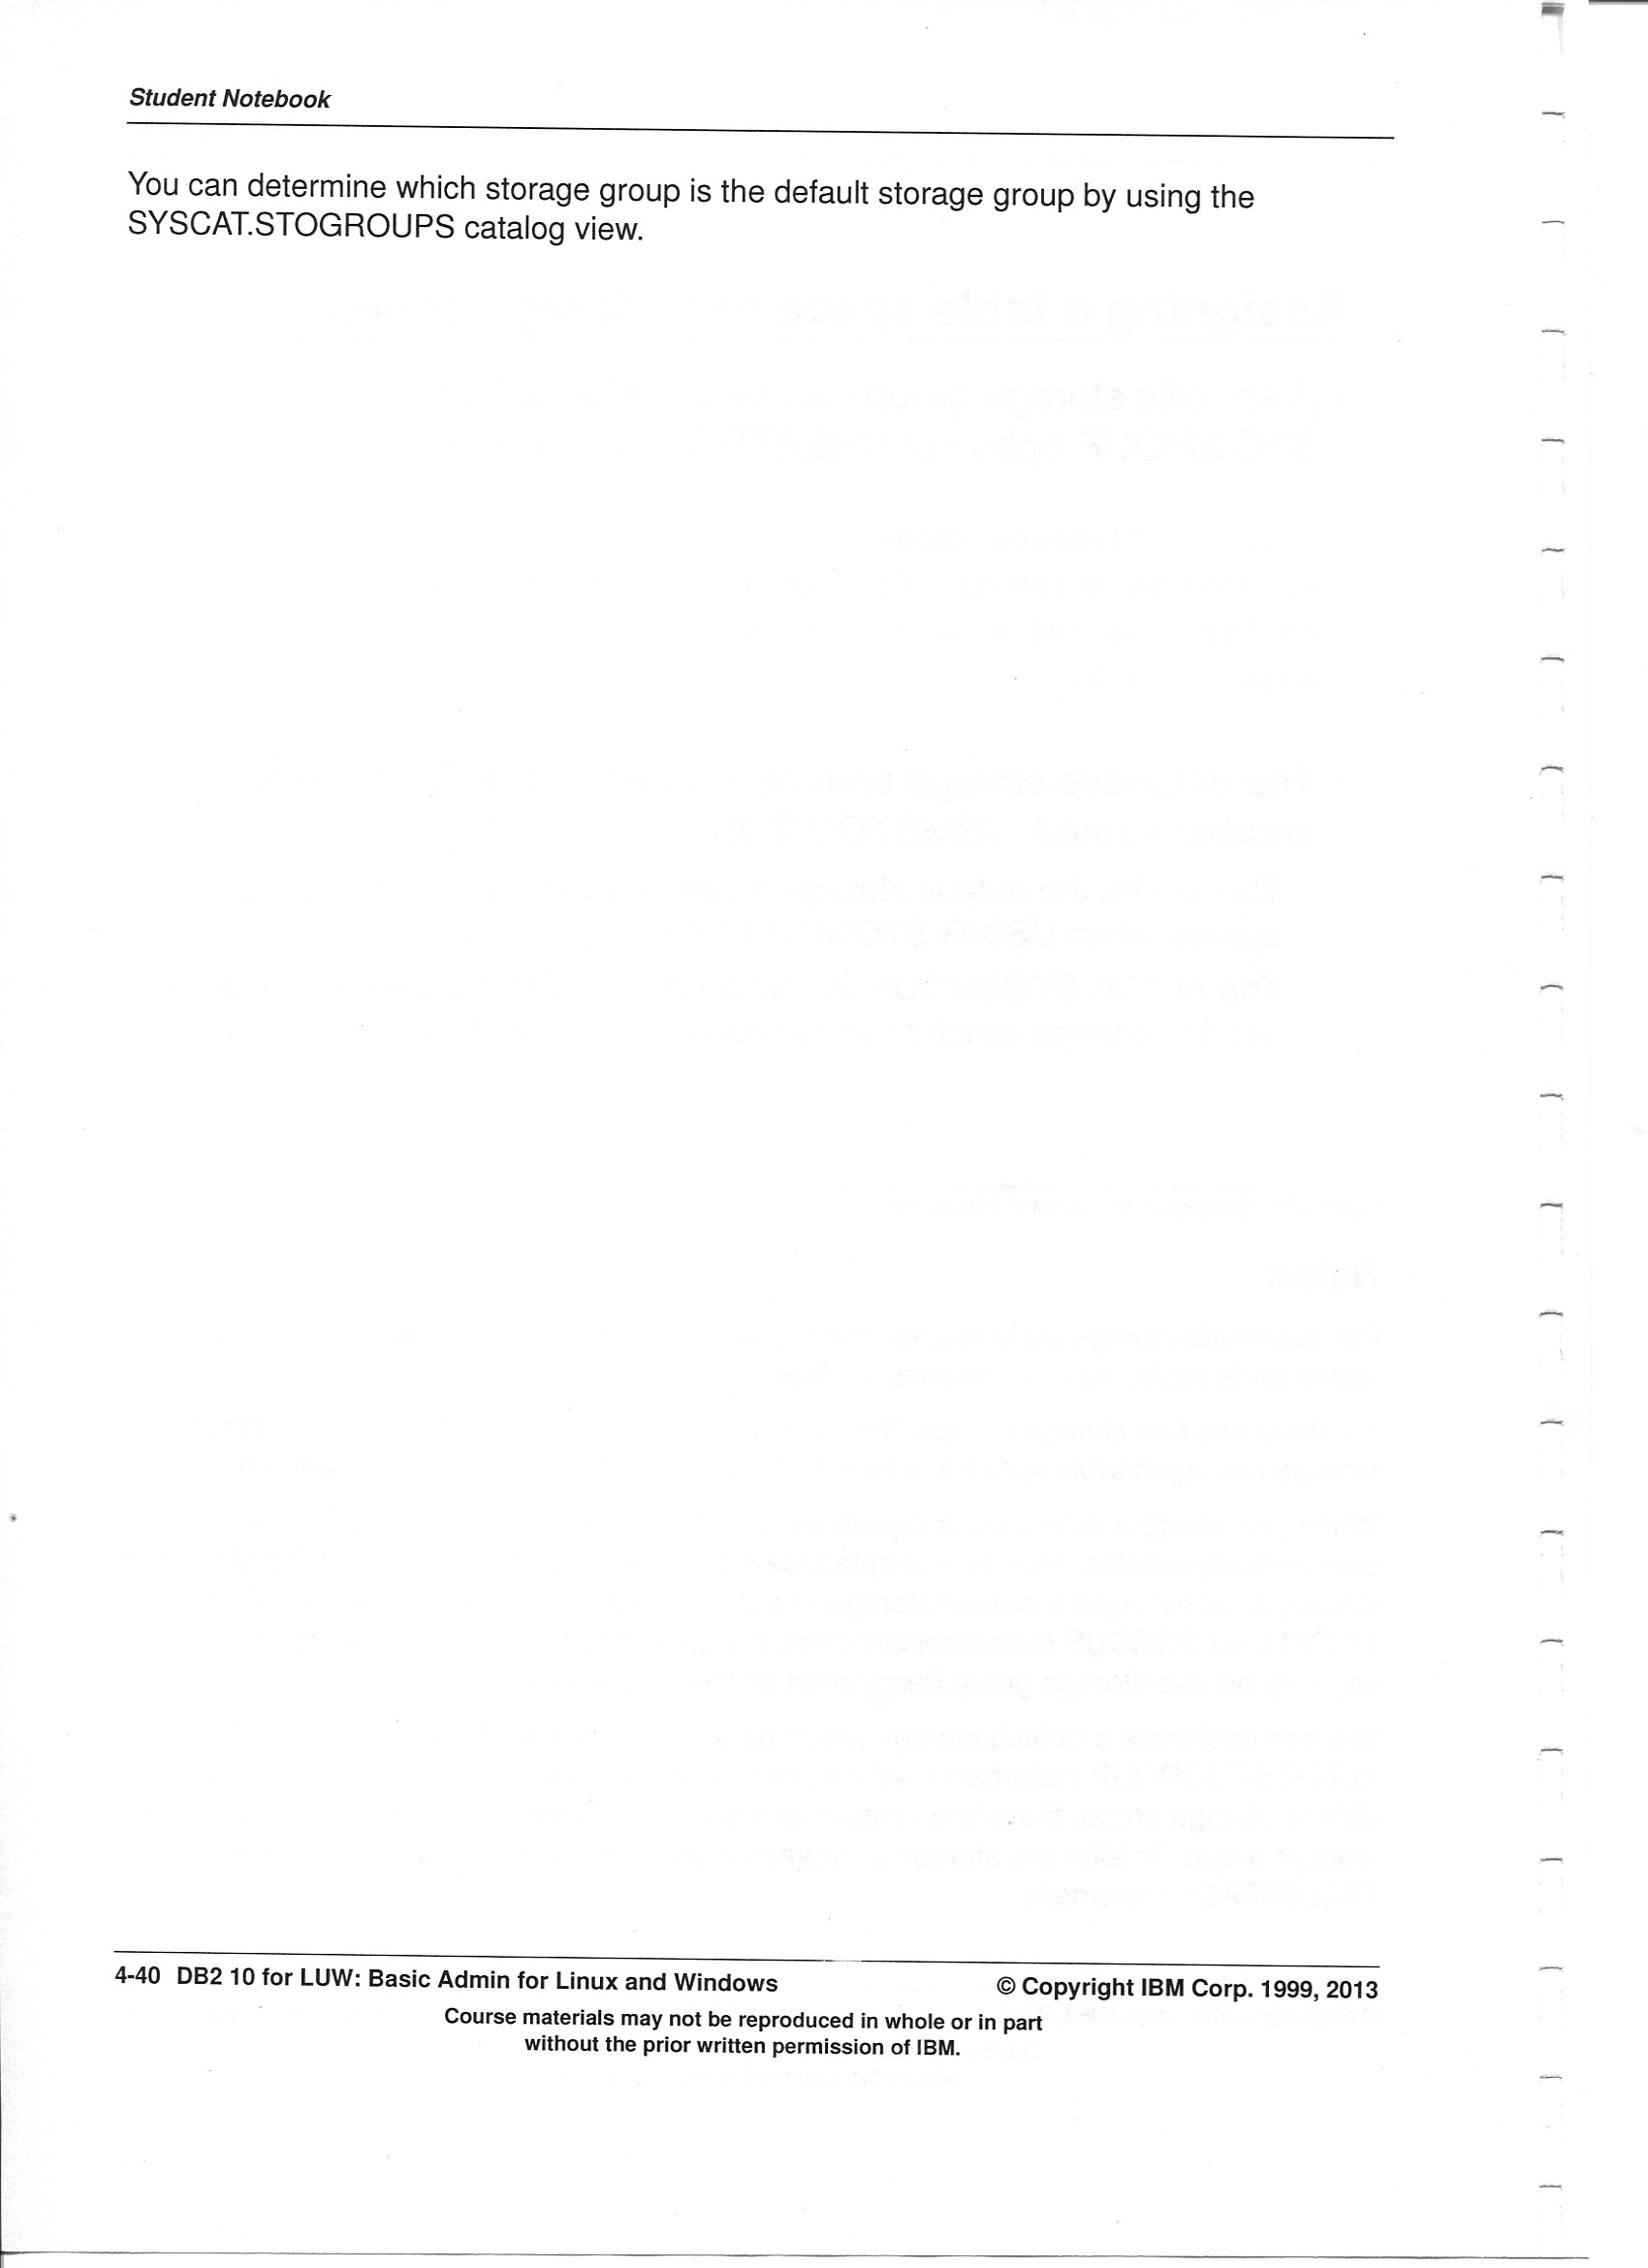 Student Notebook
You can determine which storage group is the default storage group by using the
SYSCAT.STOGROUPS catalog view.
4-40 DB2 10 for LUW: Basic Admin for Linux and Windows © Copyright IBM Corp. 1999, 2013
Course materials may not be reproduced in whole or in part
without the prior written permission of IBM.